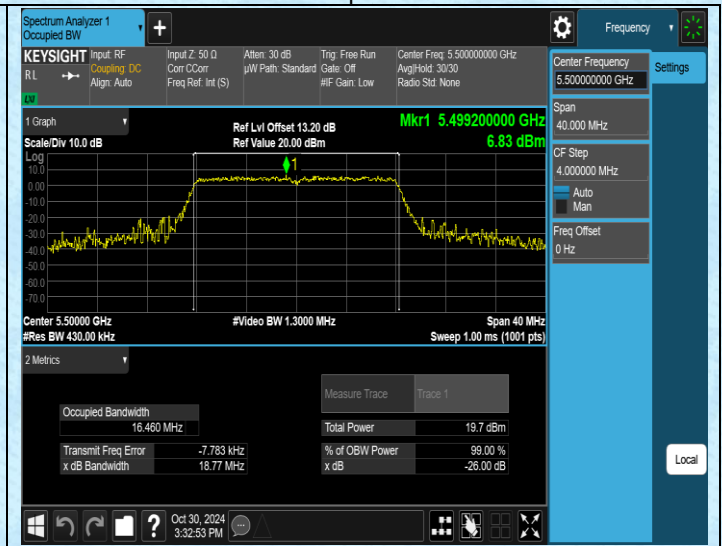 Spectrum Analyzer 1
Occupied BW
+
Frequency
KEYSIGHT
RL
Input: RF
Coupling: DC
Align: Auto
Input Z: 50 Ω
Corr CCorr
Freq Ref: Int (S)
Atten: 30 dB
µW Path: Standard
Trig: Free Run
Gate: Off
#IF Gain: Low
Center Freq: 5.500000000 GHz
Avg|Hold: 30/30
Radio Std: None
Center Frequency
5.500000000 GHz
Settings
Span
40.000 MHz
CF Step
4.000000 MHz
Auto
Man
Freq Offset
0 Hz
Local
1 Graph
Scale/Div 10.0 dB
Ref Lvl Offset 13.20 dB
Ref Value 20.00 dBm
Mkr1 5.499200000 GHz
6.83 dBm
Log
1
10.0
0.00
-10.0
-20.0
-30.0
-40.0
-50.0
-60.0
-70.0
Center 5.50000 GHz
#Res BW 430.00 kHz
#Video BW 1.3000 MHz
Span 40 MHz
Sweep 1.00 ms (1001 pts)
2 Metrics
Measure Trace
Trace 1
Occupied Bandwidth
16.460 MHz
Total Power
19.7 dBm
Transmit Freq Error
-7.783 kHz
% of OBW Power
99.00 %
x dB Bandwidth
18.77 MHz
x dB
-26.00 dB
?
Oct 30, 2024
3:32:53 PM